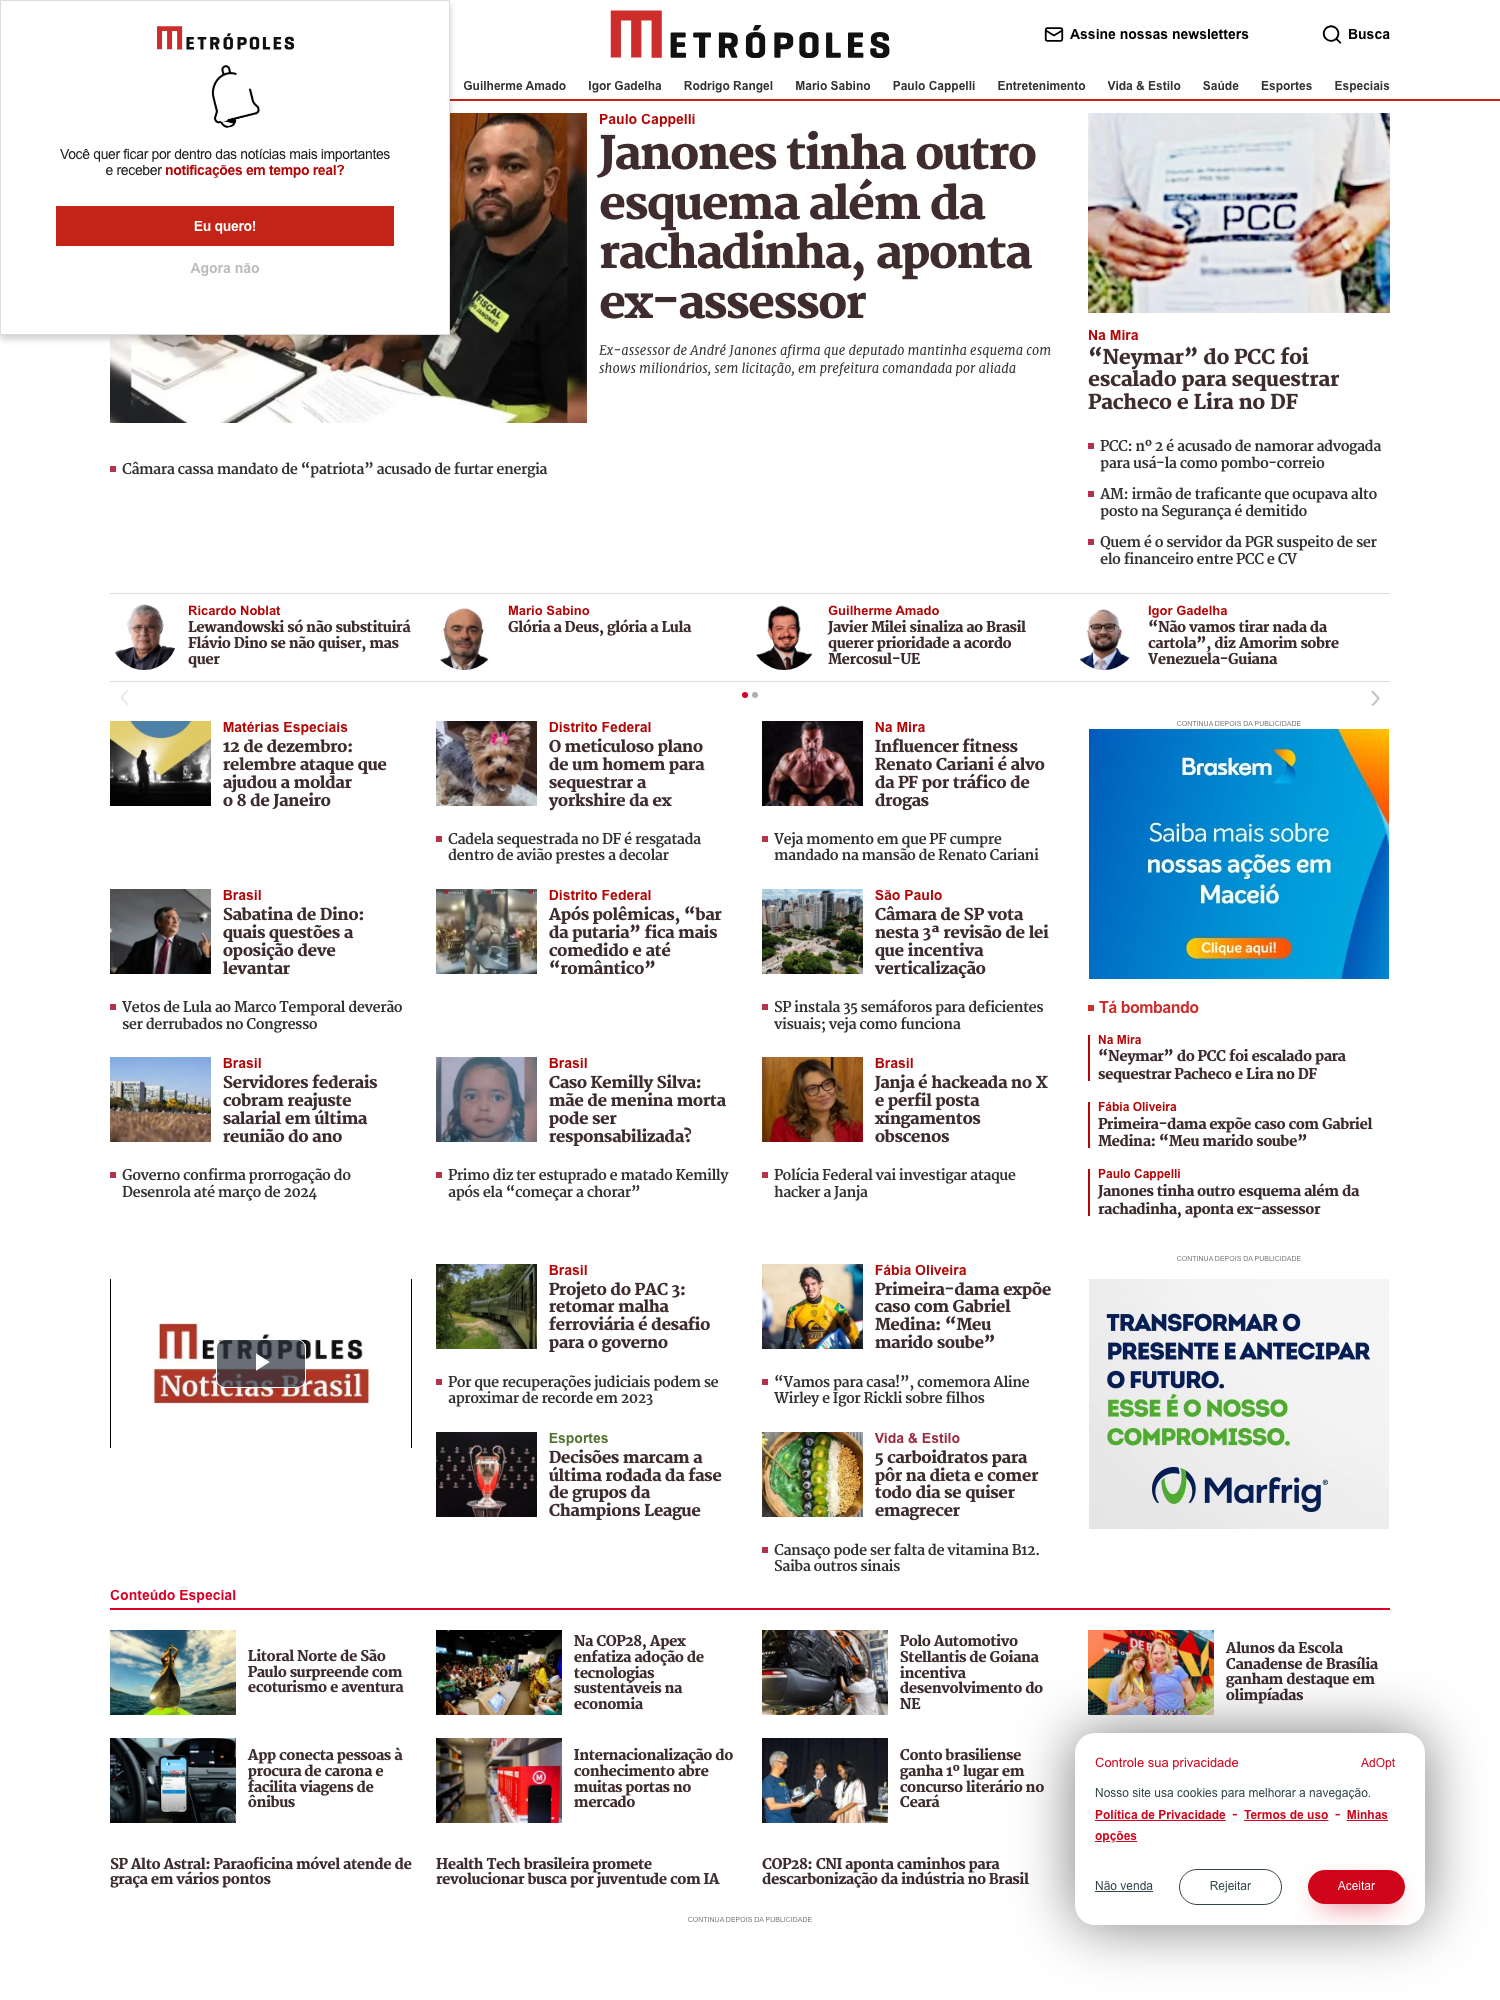 METRÓPOLES
Você quer ficar por dentro das notícias mais importantes
e receber notificações em tempo real?
Eu quero!
Agora não
METRÓPOLES
Assine nossas newsletters
Busca
Guilherme Amado
Igor Gadelha
Rodrigo Rangel
Mario Sabino
Paulo Cappelli
Entretenimento
Vida & Estilo
Saúde
Esportes
Especiais
FISCAL
JANONES
Paulo Cappelli
Janones tinha outro
esquema além da
rachadinha, aponta
ex-assessor
Ex-assessor de André Janones afirma que deputado mantinha esquema com
shows milionários, sem licitação, em prefeitura comandada por aliada
Câmara cassa mandato de “patriota” acusado de furtar energia
PCC
Na Mira
“Neymar” do PCC foi
escalado para sequestrar
Pacheco e Lira no DF
PCC: nº 2 é acusado de namorar advogada
para usá-la como pombo-correio
AM: irmão de traficante que ocupava alto
posto na Segurança é demitido
Quem é o servidor da PGR suspeito de ser
elo financeiro entre PCC e CV
Ricardo Noblat
Lewandowski só não substituirá
Flávio Dino se não quiser, mas
quer
Mario Sabino
Glória a Deus, glória a Lula
Guilherme Amado
Javier Milei sinaliza ao Brasil
querer prioridade a acordo
Mercosul-UE
Igor Gadelha
“Não vamos tirar nada da
cartola”, diz Amorim sobre
Venezuela-Guiana
Matérias Especiais
12 de dezembro:
relembre ataque que
ajudou a moldar
o 8 de Janeiro
Distrito Federal
O meticuloso plano
de um homem para
sequestrar a
yorkshire da ex
Cadela sequestrada no DF é resgatada
dentro de avião prestes a decolar
Na Mira
Influencer fitness
Renato Cariani é alvo
da PF por tráfico de
drogas
Veja momento em que PF cumpre
mandado na mansão de Renato Cariani
Brasil
Sabatina de Dino:
quais questões a
oposição deve
levantar
Vetos de Lula ao Marco Temporal deverão
ser derrubados no Congresso
Distrito Federal
Após polêmicas, “bar
da putaria” fica mais
comedido e até
“romântico”
São Paulo
Câmara de SP vota
nesta 3ª revisão de lei
que incentiva
verticalização
SP instala 35 semáforos para deficientes
visuais; veja como funciona
Brasil
Servidores federais
cobram reajuste
salarial em última
reunião do ano
Governo confirma prorrogação do
Desenrola até março de 2024
Brasil
Caso Kemilly Silva:
mãe de menina morta
pode ser
responsabilizada?
Primo diz ter estuprado e matado Kemilly
após ela “começar a chorar”
Brasil
Janja é hackeada no X
e perfil posta
xingamentos
obscenos
Polícia Federal vai investigar ataque
hacker a Janja
CONTINUA DEPOIS DA PUBLICIDADE
Braskem
Saiba mais sobre
nossas ações em
Maceió
Clique aqui!
Tá bombando
Na Mira
“Neymar” do PCC foi escalado para
sequestrar Pacheco e Lira no DF
Fábia Oliveira
Primeira-dama expõe caso com Gabriel
Medina: “Meu marido soube”
Paulo Cappelli
Janones tinha outro esquema além da
rachadinha, aponta ex-assessor
METRÓPOLES
Notícias Brasil
Brasil
Projeto do PAC 3:
retomar malha
ferroviária é desafio
para o governo
Por que recuperações judiciais podem se
aproximar de recorde em 2023
Fábia Oliveira
Primeira-dama expõe
caso com Gabriel
Medina: “Meu
marido soube”
“Vamos para casa!”, comemora Aline
Wirley e Igor Rickli sobre filhos
Esportes
Decisões marcam a
última rodada da fase
de grupos da
Champions League
Vida & Estilo
5 carboidratos para
pôr na dieta e comer
todo dia se quiser
emagrecer
Cansaço pode ser falta de vitamina B12.
Saiba outros sinais
CONTINUA DEPOIS DA PUBLICIDADE
TRANSFORMAR O
PRESENTE E ANTECIPAR
O FUTURO.
ESSE É O NOSSO
COMPROMISSO.
Marfrig®
Conteúdo Especial
Litoral Norte de São
Paulo surpreende com
ecoturismo e aventura
Na COP28, Apex
enfatiza adoção de
tecnologias
sustentáveis na
economia
Polo Automotivo
Stellantis de Goiana
incentiva
desenvolvimento do
NE
Alunos da Escola
Canadense de Brasília
ganham destaque em
olimpíadas
App conecta pessoas à
procura de carona e
facilita viagens de
ônibus
Internacionalização do
conhecimento abre
muitas portas no
mercado
Conto brasiliense
ganha 1º lugar em
concurso literário no
Ceará
SP Alto Astral: Paraoficina móvel atende de
graça em vários pontos
Health Tech brasileira promete
revolucionar busca por juventude com IA
COP28: CNI aponta caminhos para
descarbonização da indústria no Brasil
CONTINUA DEPOIS DA PUBLICIDADE
Controle sua privacidade
AdOpt
Nosso site usa cookies para melhorar a navegação.
Política de Privacidade - Termos de uso - Minhas
opções
Não venda
Rejeitar
Aceitar